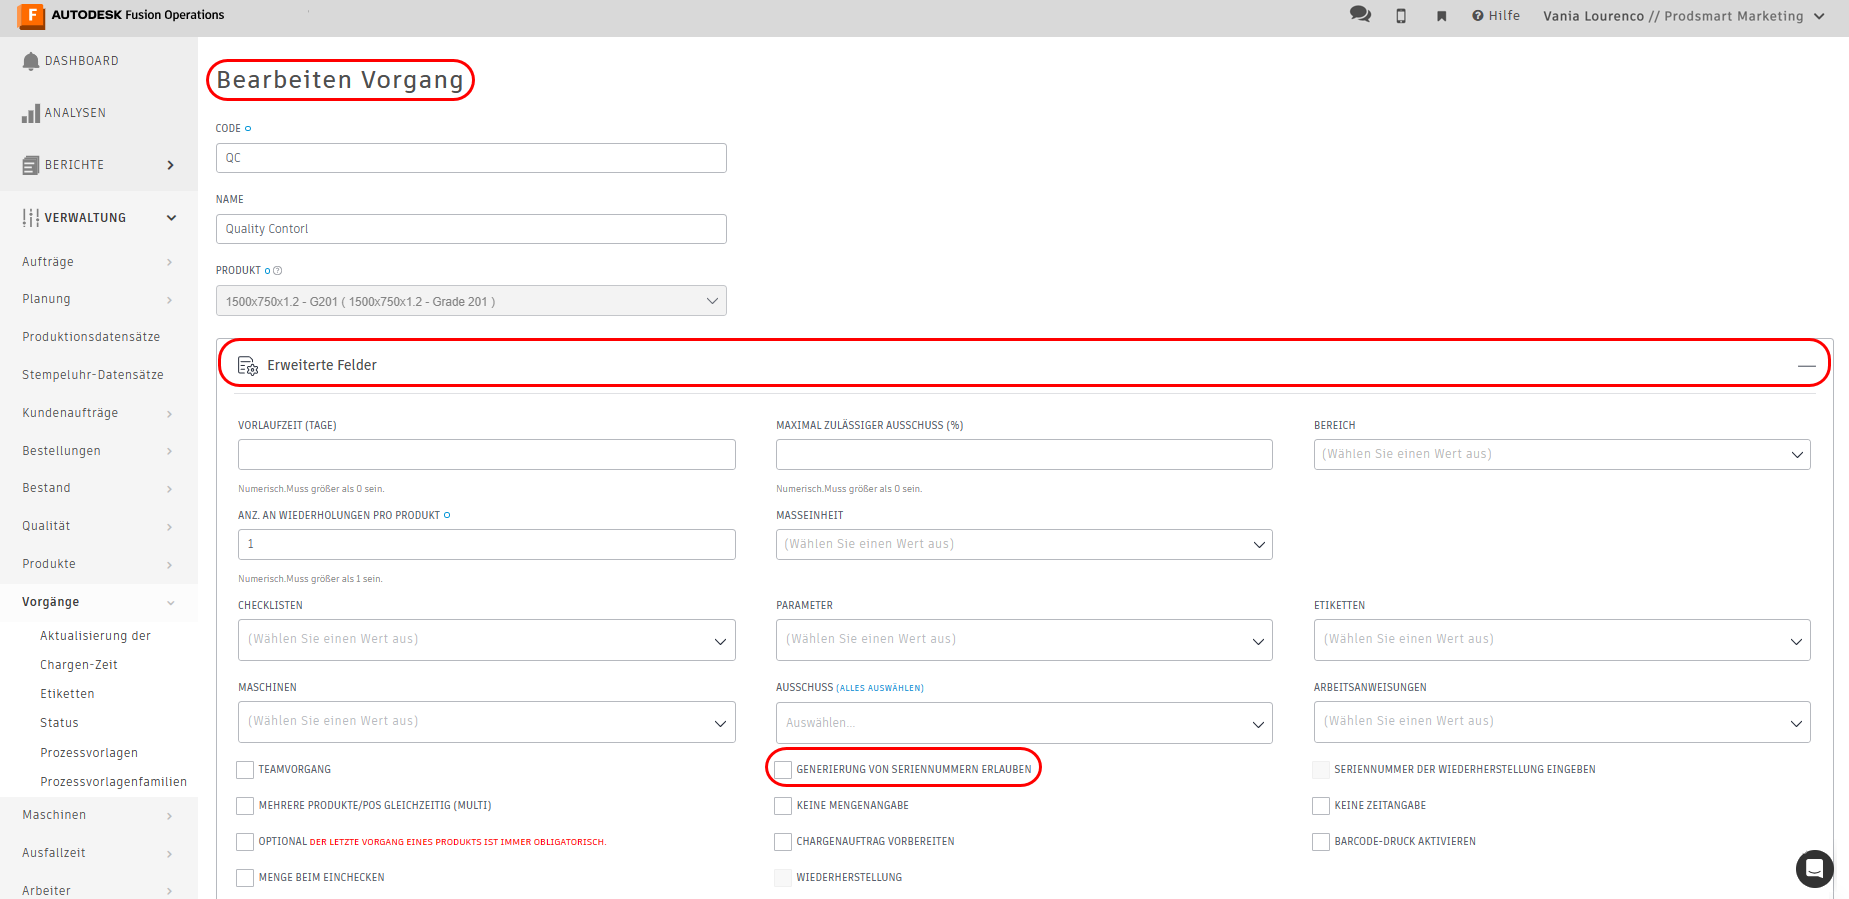 AUTODESK Fusion Operations
Hilfe
Vania Lourenco // Prodsmart Marketing
DASHBOARD
ANALYSEN
BERICHTE
VERWALTUNG
Aufträge
Planung
Produktionsdatensätze
Stempeluhr-Datensätze
Kundenaufträge
Bestellungen
Bestand
Qualität
Produkte
Vorgänge
Aktualisierung der
Chargen-Zeit
Etiketten
Status
Prozessvorlagen
Prozessvorlagenfamilien
Maschinen
Ausfallzeit
Arbeiter
Bearbeiten Vorgang
CODE
QC
NAME
Quality Contorl
PRODUKT
1500x750x1.2 - G201 ( 1500x750x1.2 - Grade 201 )
Erweiterte Felder
VORLAUFZEIT (TAGE)
MAXIMAL ZULÄSSIGER AUSSCHUSS (%)
BEREICH
(Wählen Sie einen Wert aus)
Numerisch.Muss größer als 0 sein.
Numerisch.Muss größer als 0 sein.
ANZ. AN WIEDERHOLUNGEN PRO PRODUKT
MASSEINHEIT
1
(Wählen Sie einen Wert aus)
Numerisch.Muss größer als 1 sein.
CHECKLISTEN
PARAMETER
ETIKETTEN
(Wählen Sie einen Wert aus)
(Wählen Sie einen Wert aus)
(Wählen Sie einen Wert aus)
MASCHINEN
AUSSCHUSS (ALLES AUSWÄHLEN)
ARBEITSANWEISUNGEN
(Wählen Sie einen Wert aus)
Auswählen...
(Wählen Sie einen Wert aus)
TEAMVORGANG
GENERIERUNG VON SERIENNUMMERN ERLAUBEN
SERIENNUMMER DER WIEDERHERSTELLUNG EINGEBEN
MEHRERE PRODUKTE/POS GLEICHZEITIG (MULTI)
KEINE MENGENANGABE
KEINE ZEITANGABE
OPTIONAL DER LETZTE VORGANG EINES PRODUKTS IST IMMER OBLIGATORISCH.
CHARGENAUFTRAG VORBEREITEN
BARCODE-DRUCK AKTIVIEREN
MENGE BEIM EINCHECKEN
WIEDERHERSTELLUNG